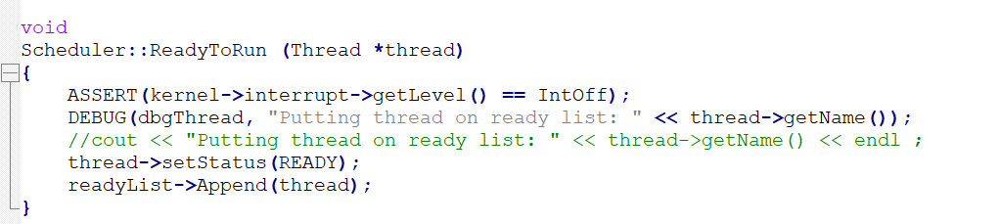 void
Scheduler::ReadyToRun (Thread *thread)
{
    ASSERT(kernel->interrupt->getLevel() == IntOff);
    DEBUG(dbgThread, "Putting thread on ready list: " << thread->getName());
    //cout << "Putting thread on ready list: " << thread->getName() << endl ;
    thread->setStatus(READY);
    readyList->Append(thread);
}